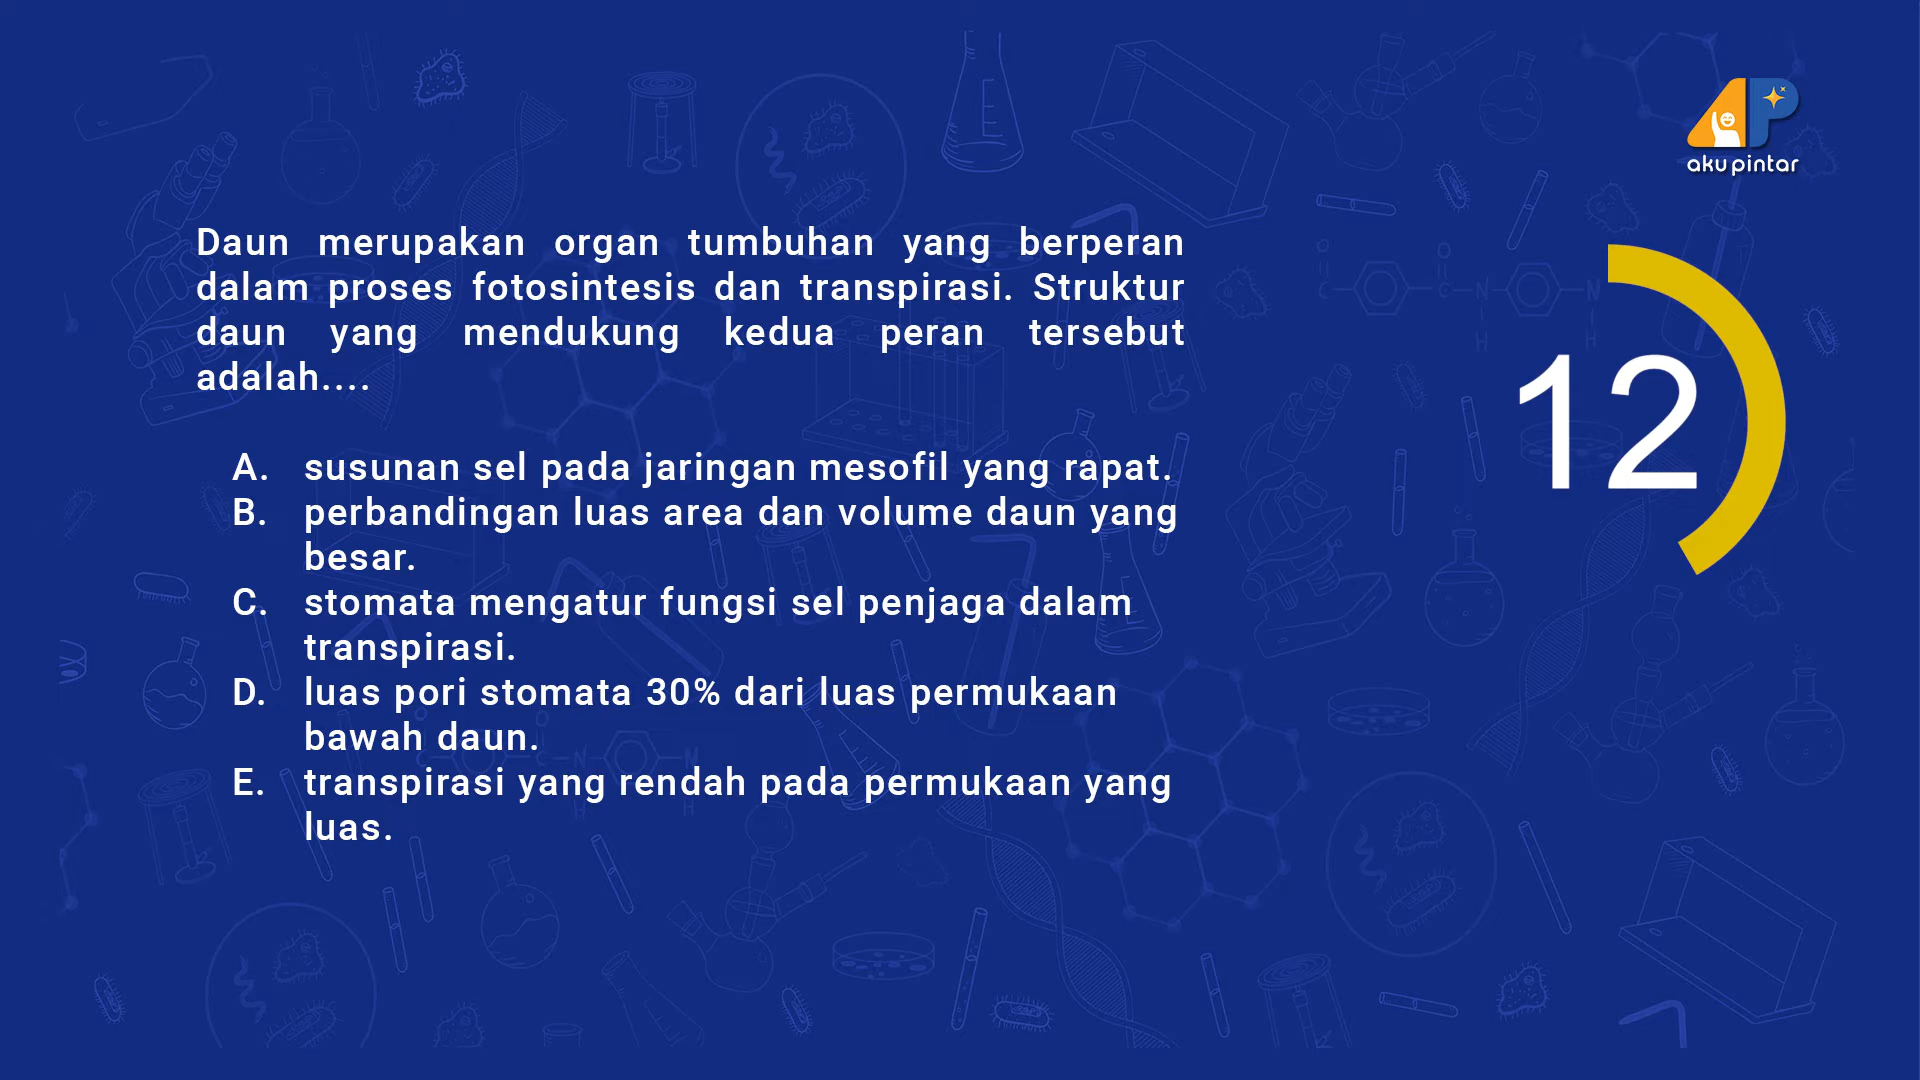 aku pintar
Daun merupakan organ tumbuhan yang berperan
dalam proses fotosintesis dan transpirasi. Struktur
daun yang mendukung kedua peran tersebut
adalah....
12
A. susunan sel pada jaringan mesofil yang rapat.
B. perbandingan luas area dan volume daun yang
besar.
C. stomata mengatur fungsi sel penjaga dalam
transpirasi.
D. luas pori stomata 30% dari luas permukaan
bawah daun.
E. transpirasi yang rendah pada permukaan yang
luas.